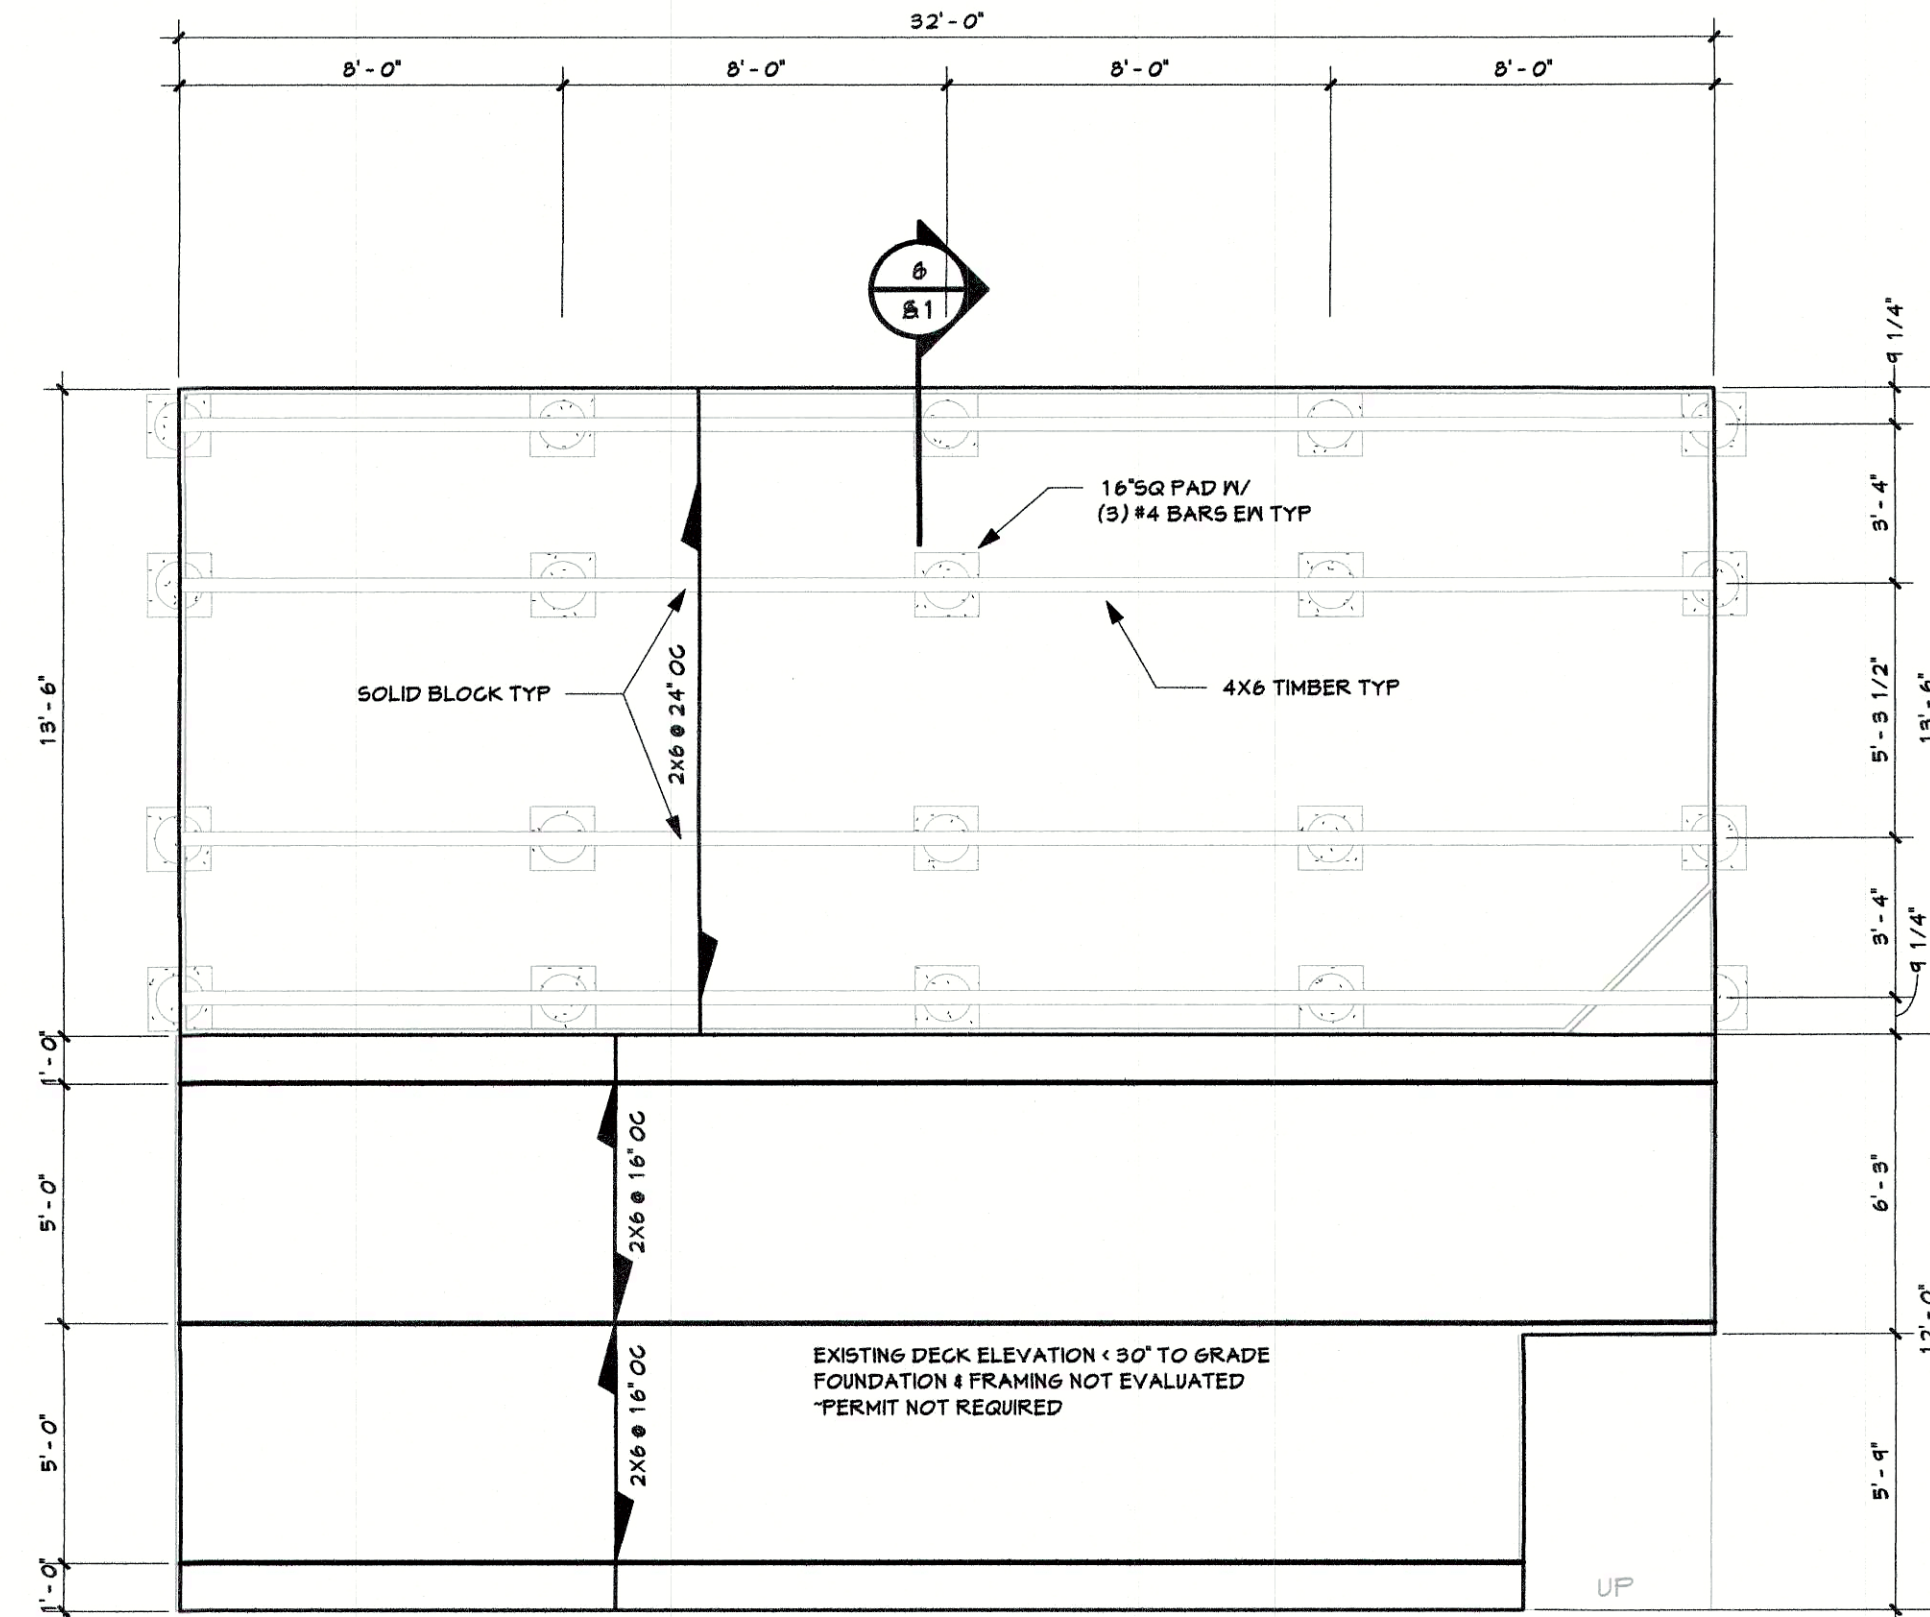 32'-0"
8'-0"
8'-0"
8'-0"
8'-0"
6
9 1/4"
16"SQ PAD W/
(3) #4 BARS EW TYP
3'-4"
SOLID BLOCK TYP
2X6 @ 24" OC
4X6 TIMBER TYP
13'-6"
5'-3 1/2"
13'-6"
3'-4"
9 1/4"
1'-0"
5'-0"
2X6 @ 16" OC
6'-3"
12'-0"
EXISTING DECK ELEVATION < 30" TO GRADE
FOUNDATION & FRAMING NOT EVALUATED
~PERMIT NOT REQUIRED
5'-0"
2X6 @ 16" OC
5'-9"
1'-0"
UP